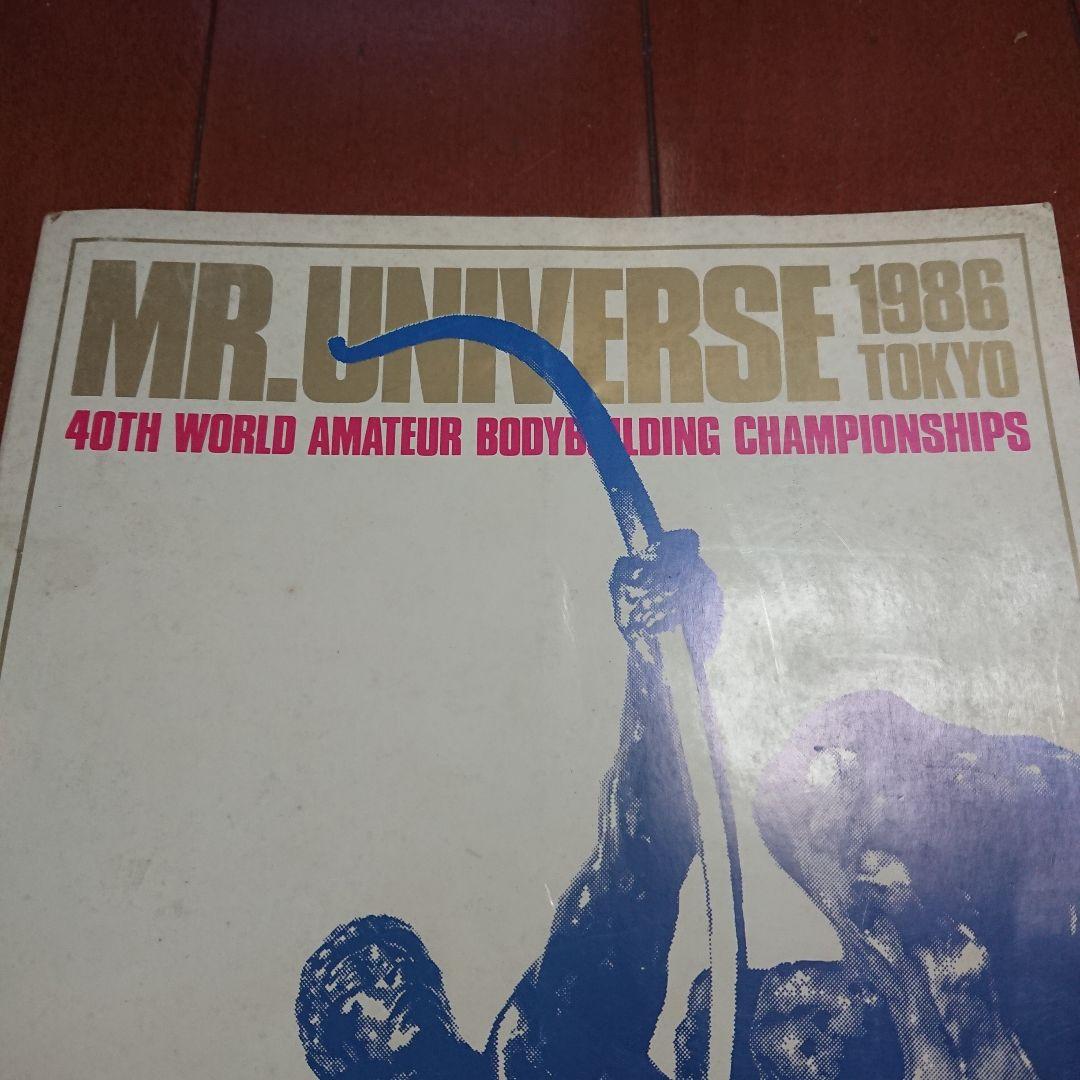 MR.UNIVERSE 1986 TOKYO
40TH WORLD AMATEUR BODYBUILDING CHAMPIONSHIPS